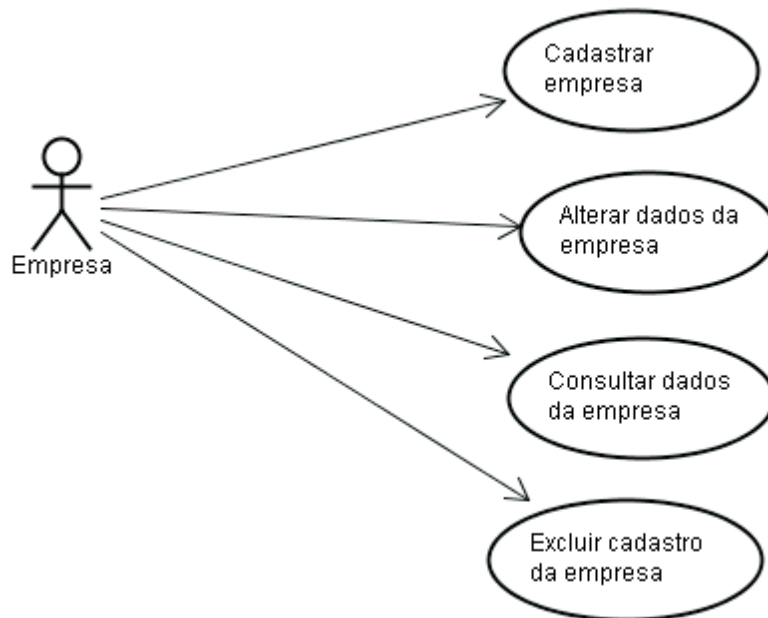 Cadastrar
empresa
Empresa
Alterar dados da
empresa
Consultar dados
da empresa
Excluir cadastro
da empresa